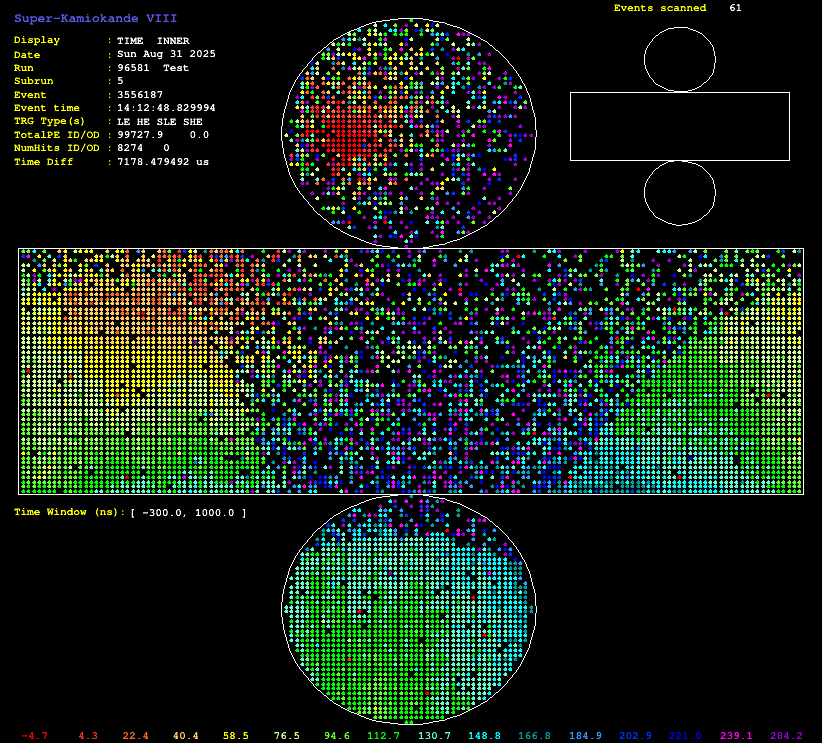 Super-Kamiokande VIII
Events scanned 61
Display : TIME INNER
Date : Sun Aug 31 2025
Run : 96581 Test
Subrun : 5
Event : 3556187
Event time : 14:12:48.829994
TRG Type(s) : LE HE SLE SHE
TotalPE ID/OD : 99727.9 0.0
NumHits ID/OD : 8274 0
Time Diff : 7178.479492 us
Time Window (ns): [ -300.0, 1000.0 ]
-4.7 4.3 22.4 40.4 58.5 76.5 94.6 112.7 130.7 148.8 166.8 184.9 202.9 221.0 239.1 284.2